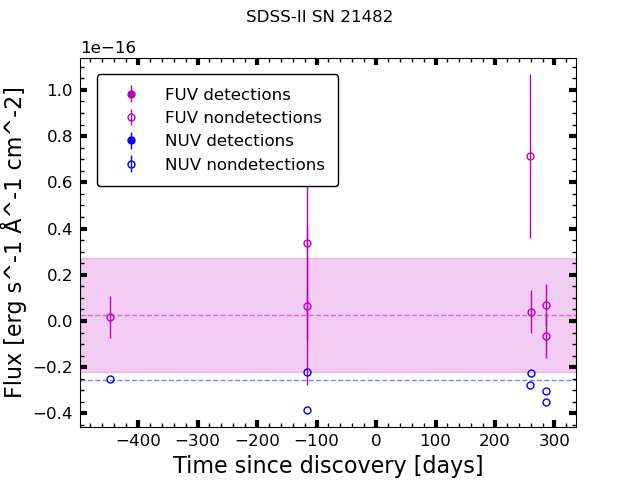 SDSS-II SN 21482
1e−16
FUV detections
FUV nondetections
NUV detections
NUV nondetections
1.0
0.8
0.6
0.4
0.2
0.0
−0.2
−0.4
Flux [erg s^-1 Å^-1 cm^-2]
−400 −300 −200 −100 0 100 200 300
Time since discovery [days]